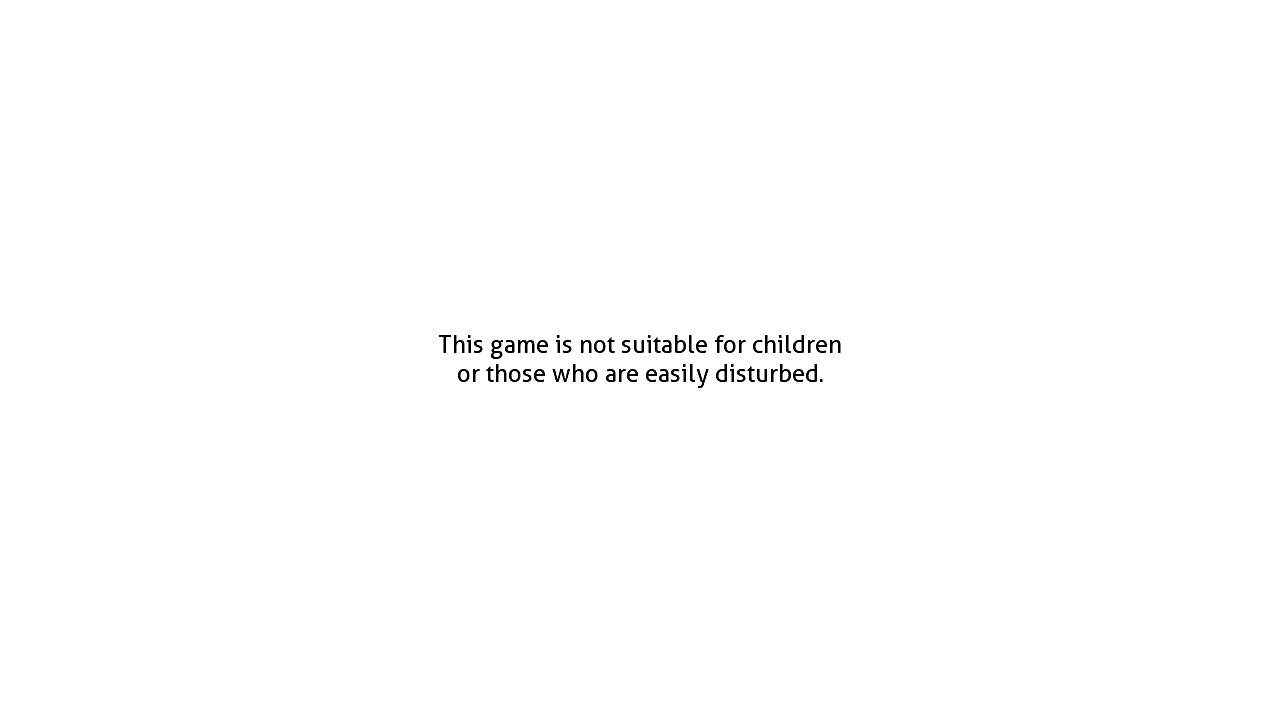 This game is not suitable for children
or those who are easily disturbed.